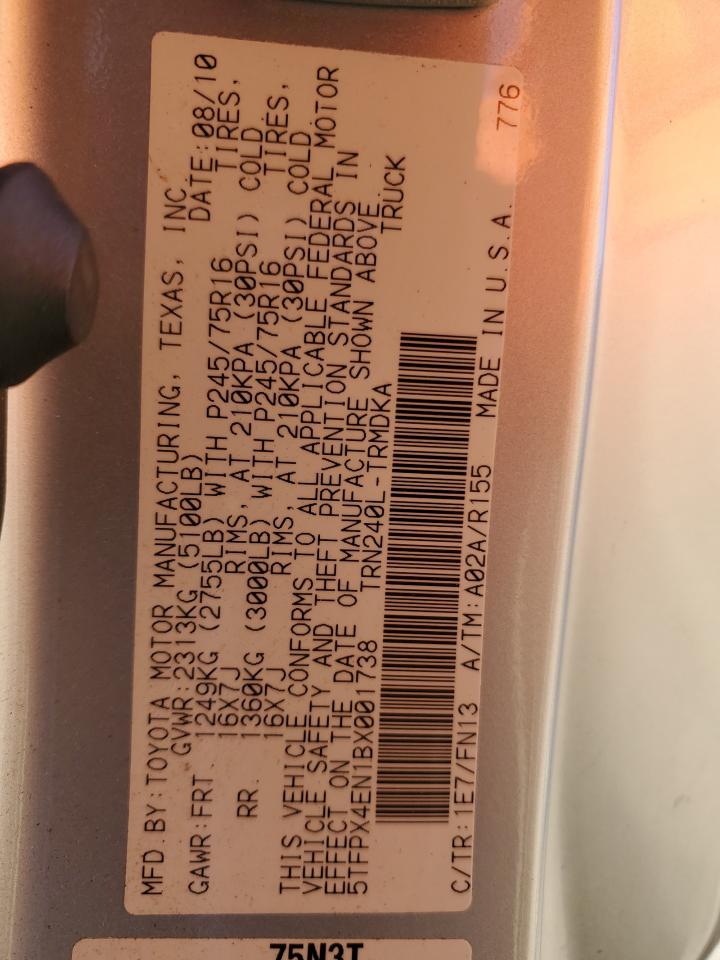 MFD.BY:TOYOTA MOTOR MANUFACTURING, TEXAS, INC
GVWR:2313KG (5100LB) DATE:08/10
GAWR:FRT. 1249KG (2755LB) WITH P245/75R16 TIRES,
16X7J RIMS, AT 210KPA (30PSI) COLD
RR. 1360KG (3000LB) WITH P245/75R16 TIRES,
16X7J RIMS, AT 210KPA (30PSI) COLD
THIS VEHICLE CONFORMS TO ALL APPLICABLE FEDERAL MOTOR
VEHICLE SAFETY AND THEFT PREVENTION STANDARDS IN
EFFECT ON THE DATE OF MANUFACTURE SHOWN ABOVE.
5TFPX4EN1BX001738 TRN240L-TRMDKA TRUCK
C/TR:1E7/FN13 A/TM:A02A/R155 MADE IN U.S.A. 776
75N3T